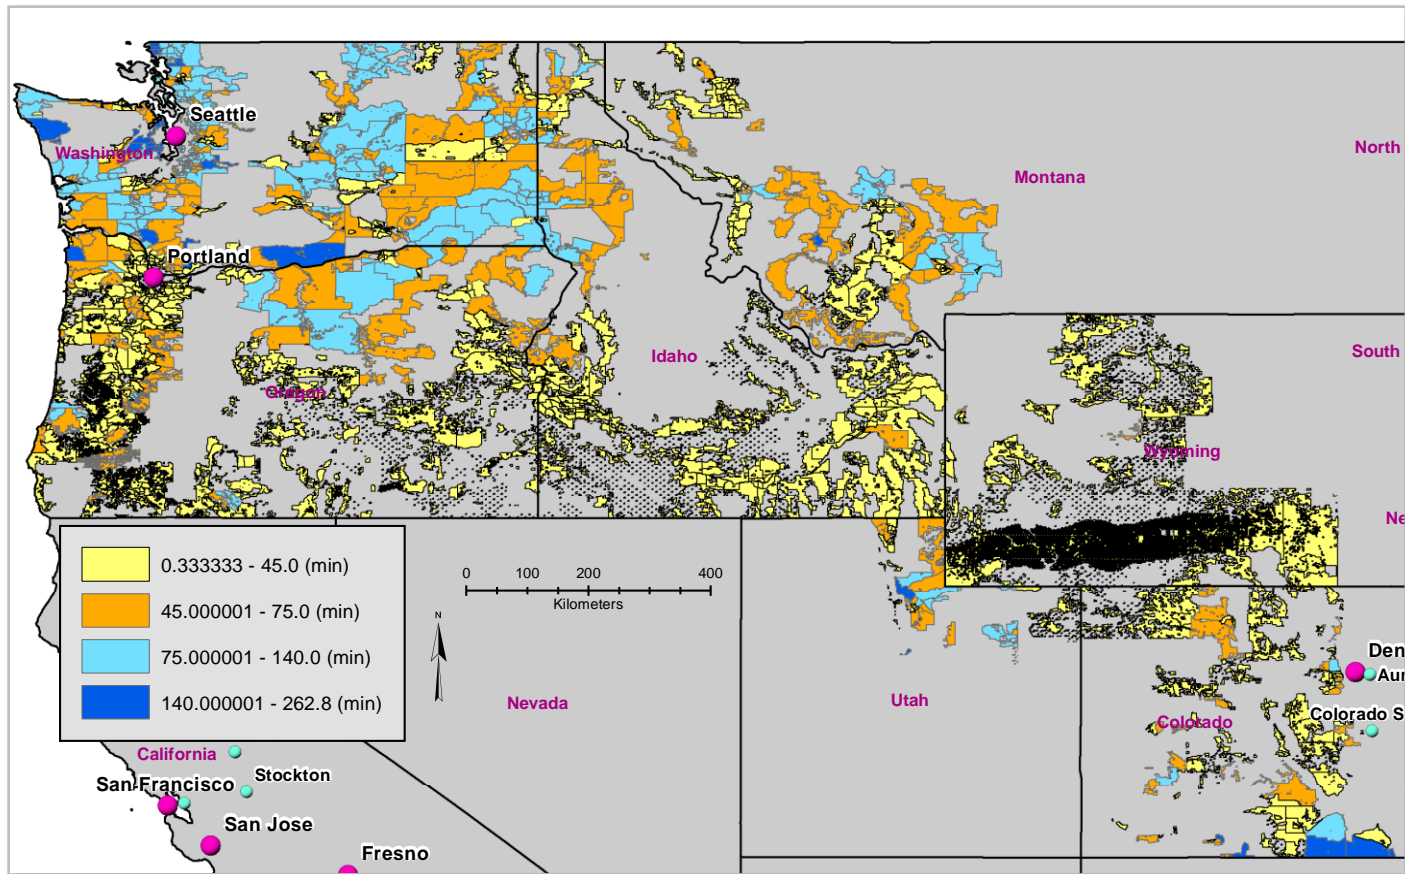 Seattle
Washington
North
Montana
Portland
South
Idaho
Oregon
Wyoming
Ne
0.333333 - 45.0 (min)
45.000001 - 75.0 (min)
75.000001 - 140.0 (min)
140.000001 - 262.8 (min)
0 100 200 400
Kilometers
N
Nevada
Utah
Den
Aur
Colorado S
Colorado
California
Stockton
San Francisco
San Jose
Fresno